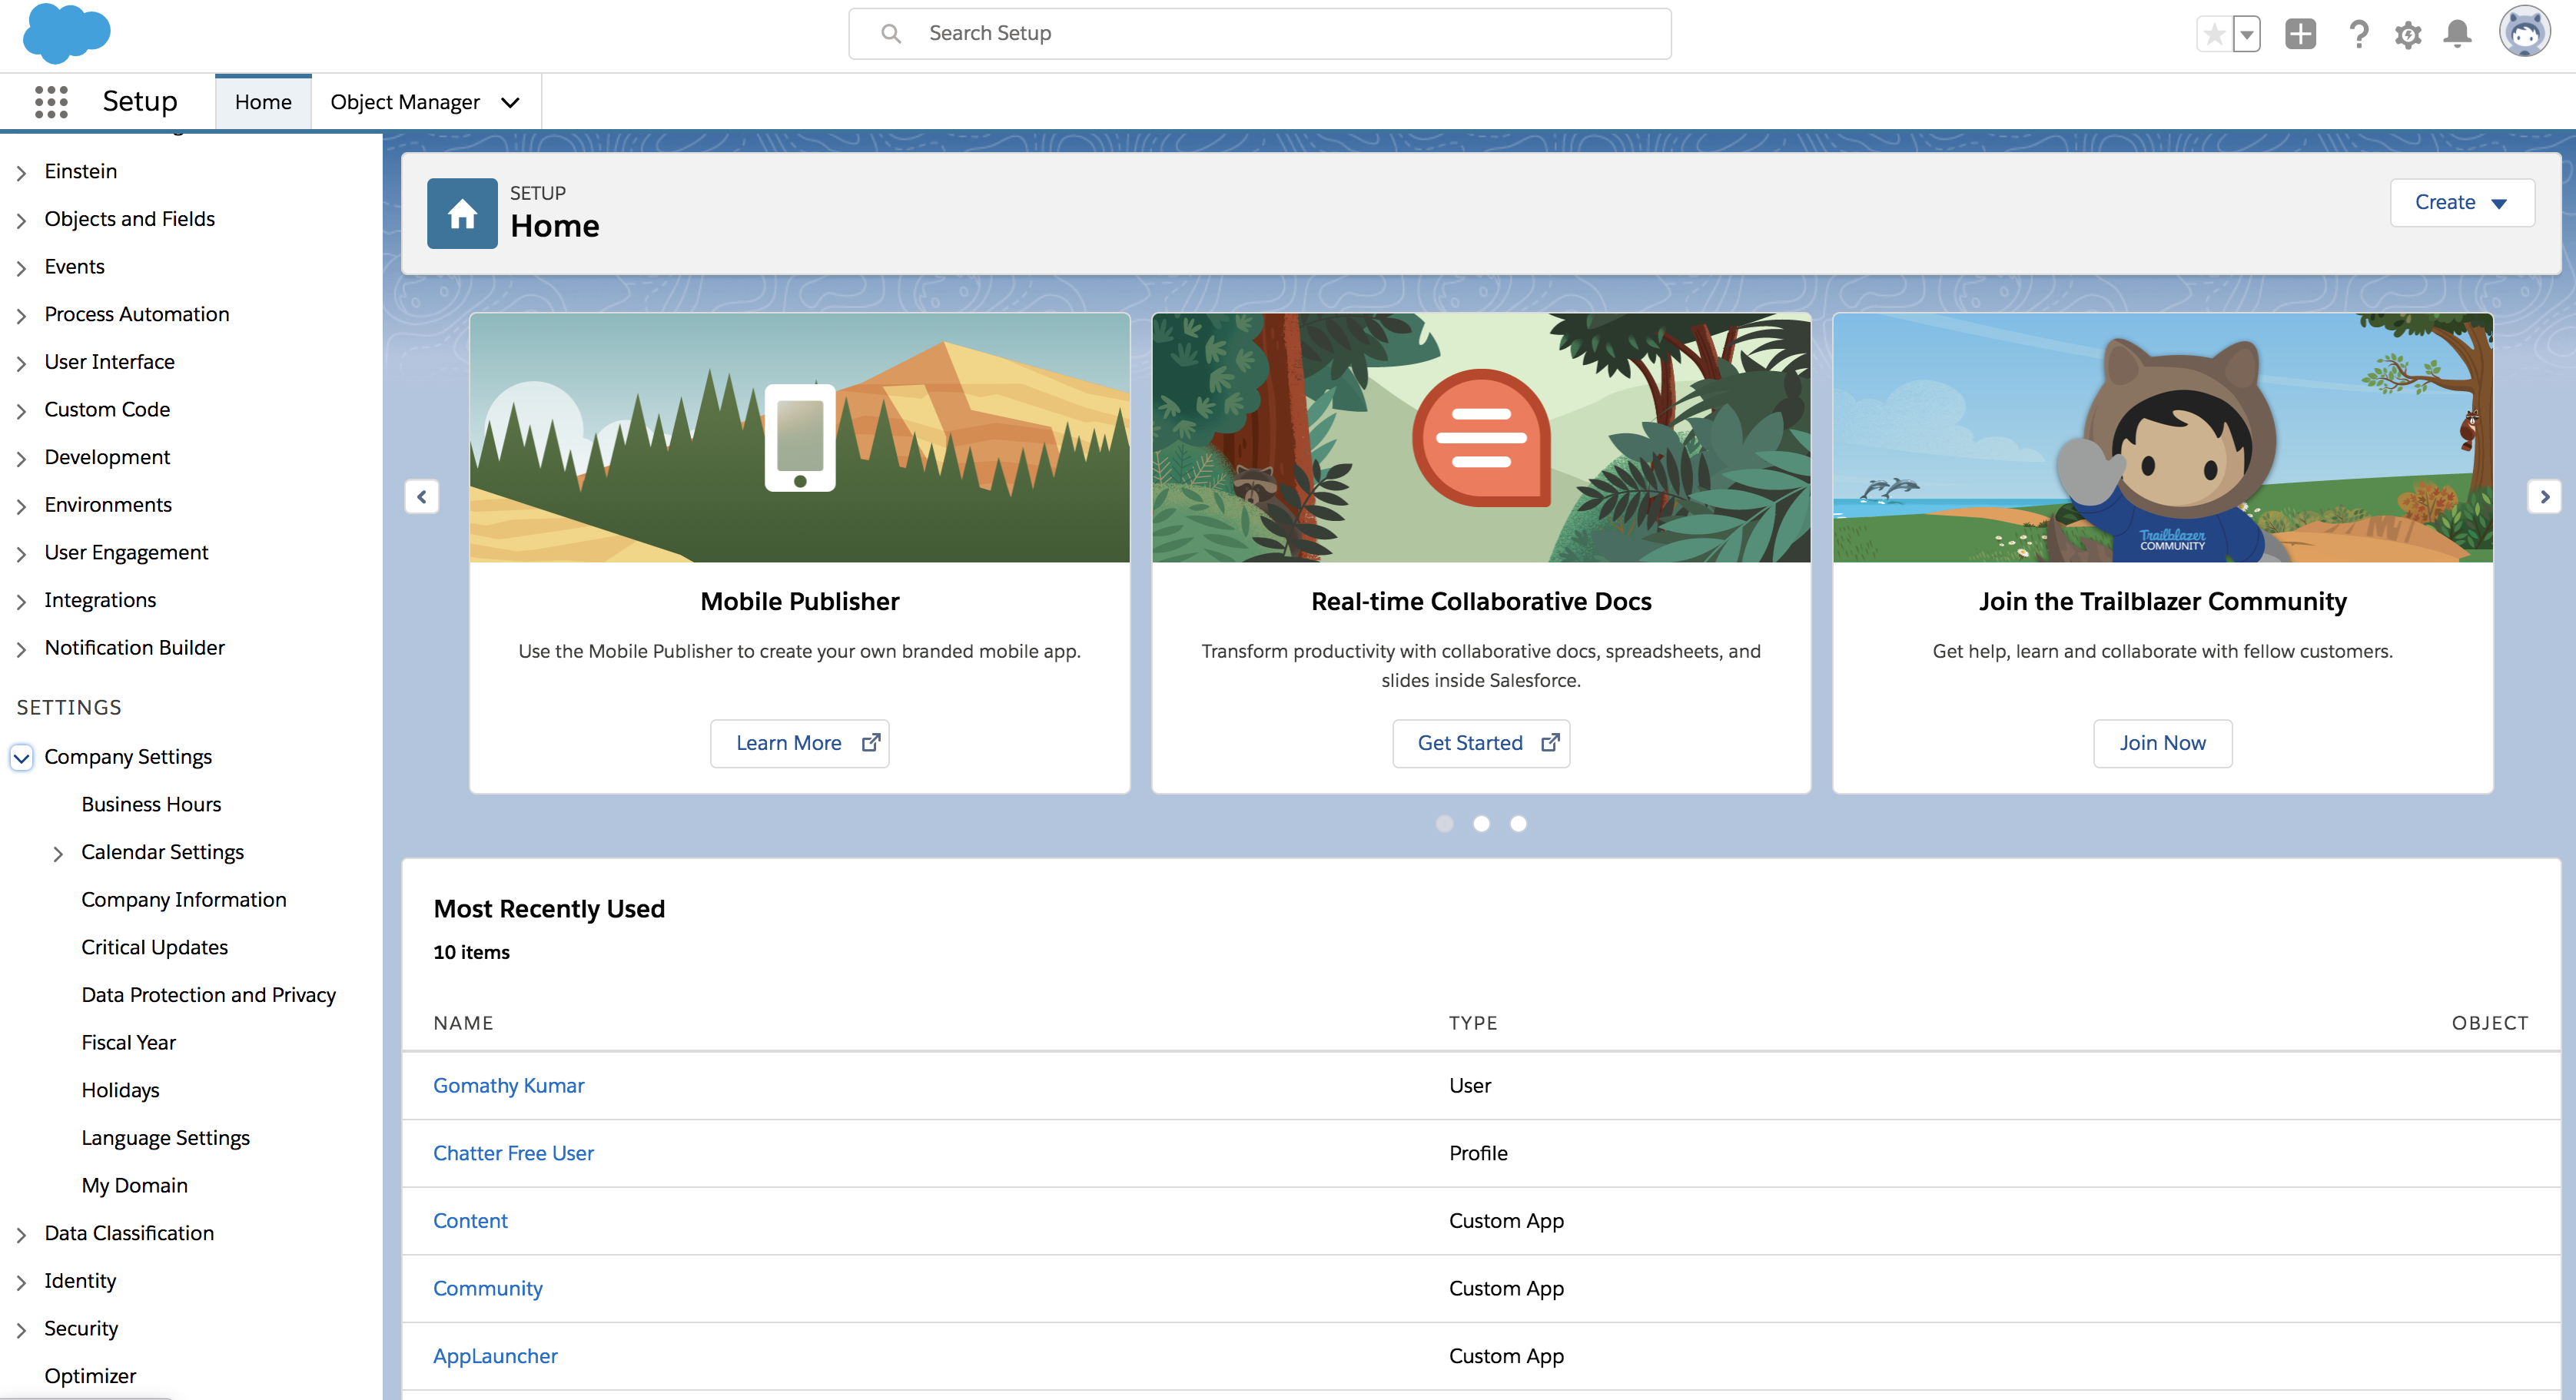 Search Setup
Setup
Home
Object Manager
Einstein
Objects and Fields
Events
Process Automation
User Interface
Custom Code
Development
Environments
User Engagement
Integrations
Notification Builder
SETTINGS
Company Settings
Business Hours
Calendar Settings
Company Information
Critical Updates
Data Protection and Privacy
Fiscal Year
Holidays
Language Settings
My Domain
Data Classification
Identity
Security
Optimizer
SETUP
Home
Create
Trailblazer
COMMUNITY
Mobile Publisher
Use the Mobile Publisher to create your own branded mobile app.
Learn More
Real-time Collaborative Docs
Transform productivity with collaborative docs, spreadsheets, and
slides inside Salesforce.
Get Started
Join the Trailblazer Community
Get help, learn and collaborate with fellow customers.
Join Now
Most Recently Used
10 items
NAME TYPE OBJECT
Gomathy Kumar User
Chatter Free User Profile
Content Custom App
Community Custom App
AppLauncher Custom App